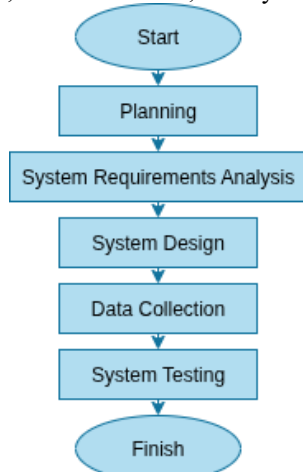 Start
Planning
System Requirements Analysis
System Design
Data Collection
System Testing
Finish